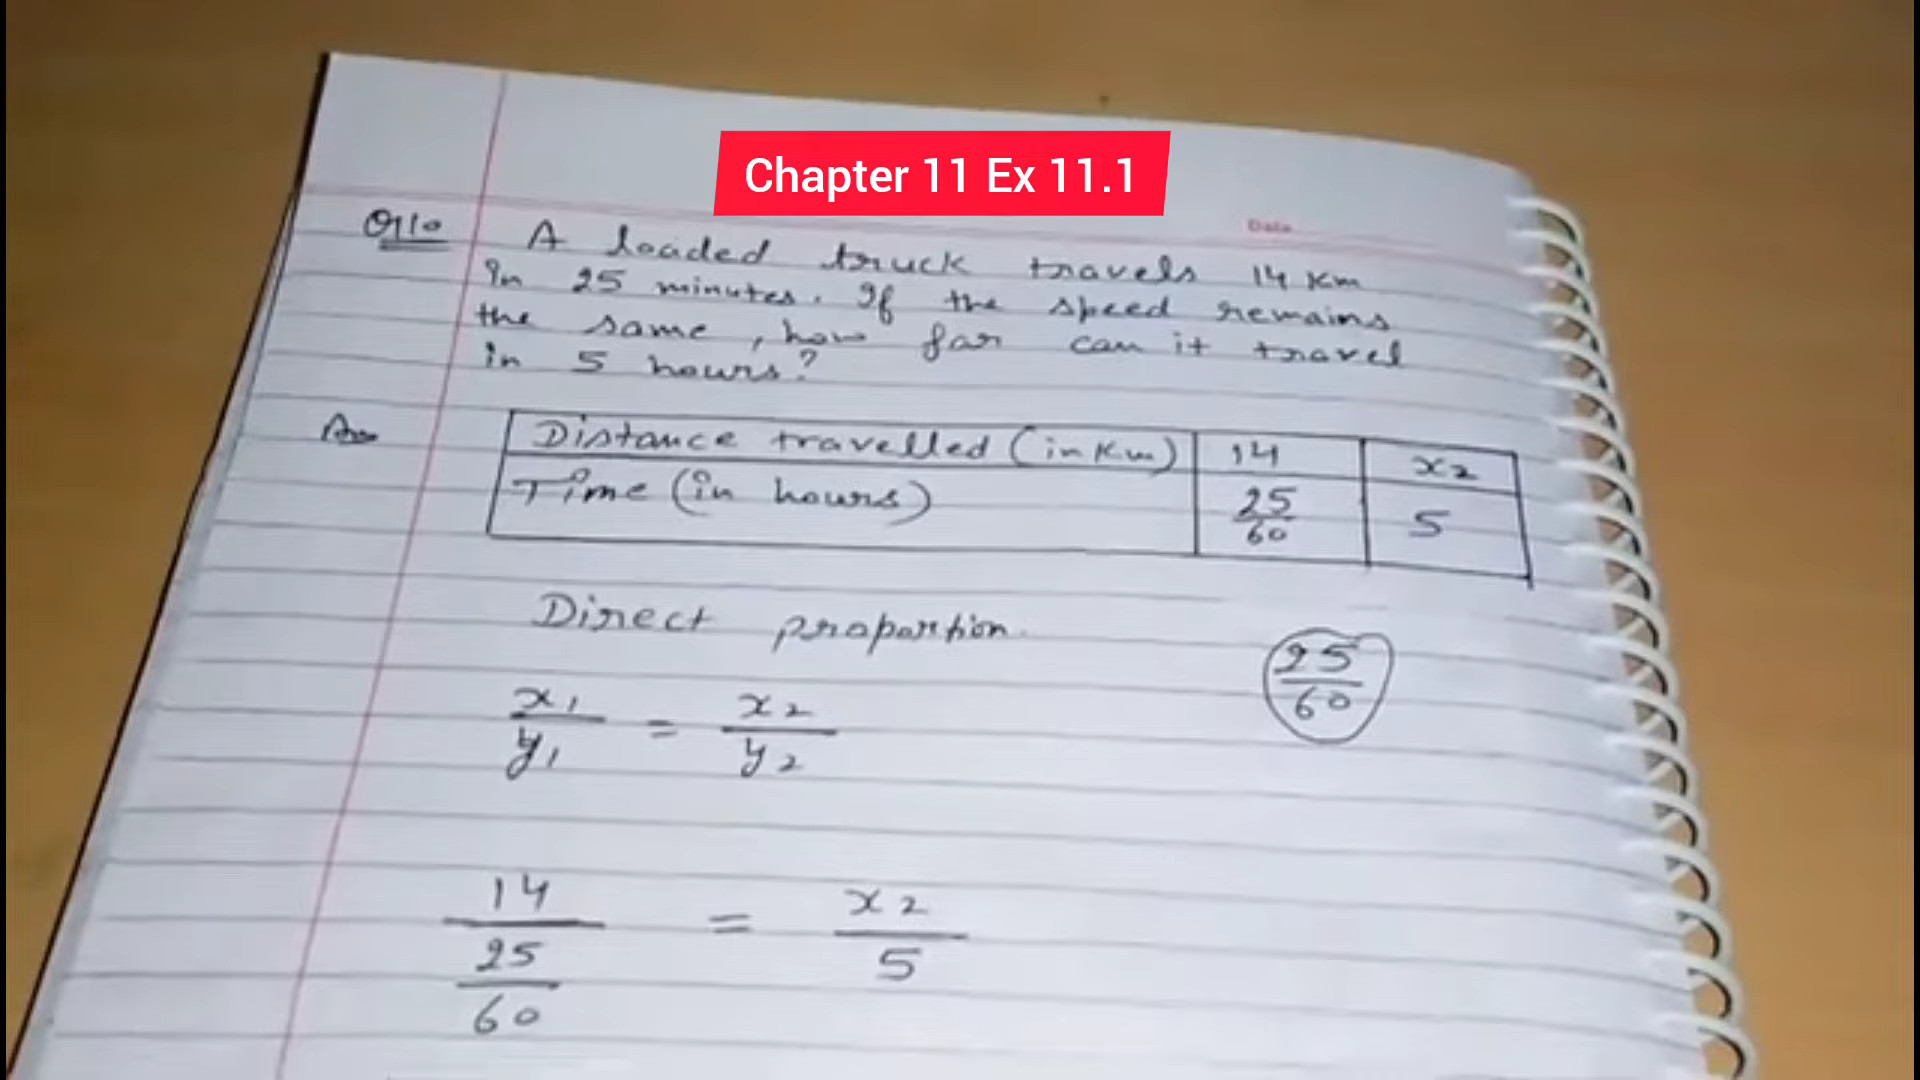 Chapter 11 Ex 11.1
Date
Q10 A loaded truck travels 14 Km
in 25 minutes. If the speed remains
the same, how far can it travel
in 5 hours?
Ans
Distance travelled (in Km) 14 x2
Time (in hours) 25/60 5
Direct proportion.
25/60
x1/y1 = x2/y2
14/25/60 = x2/5